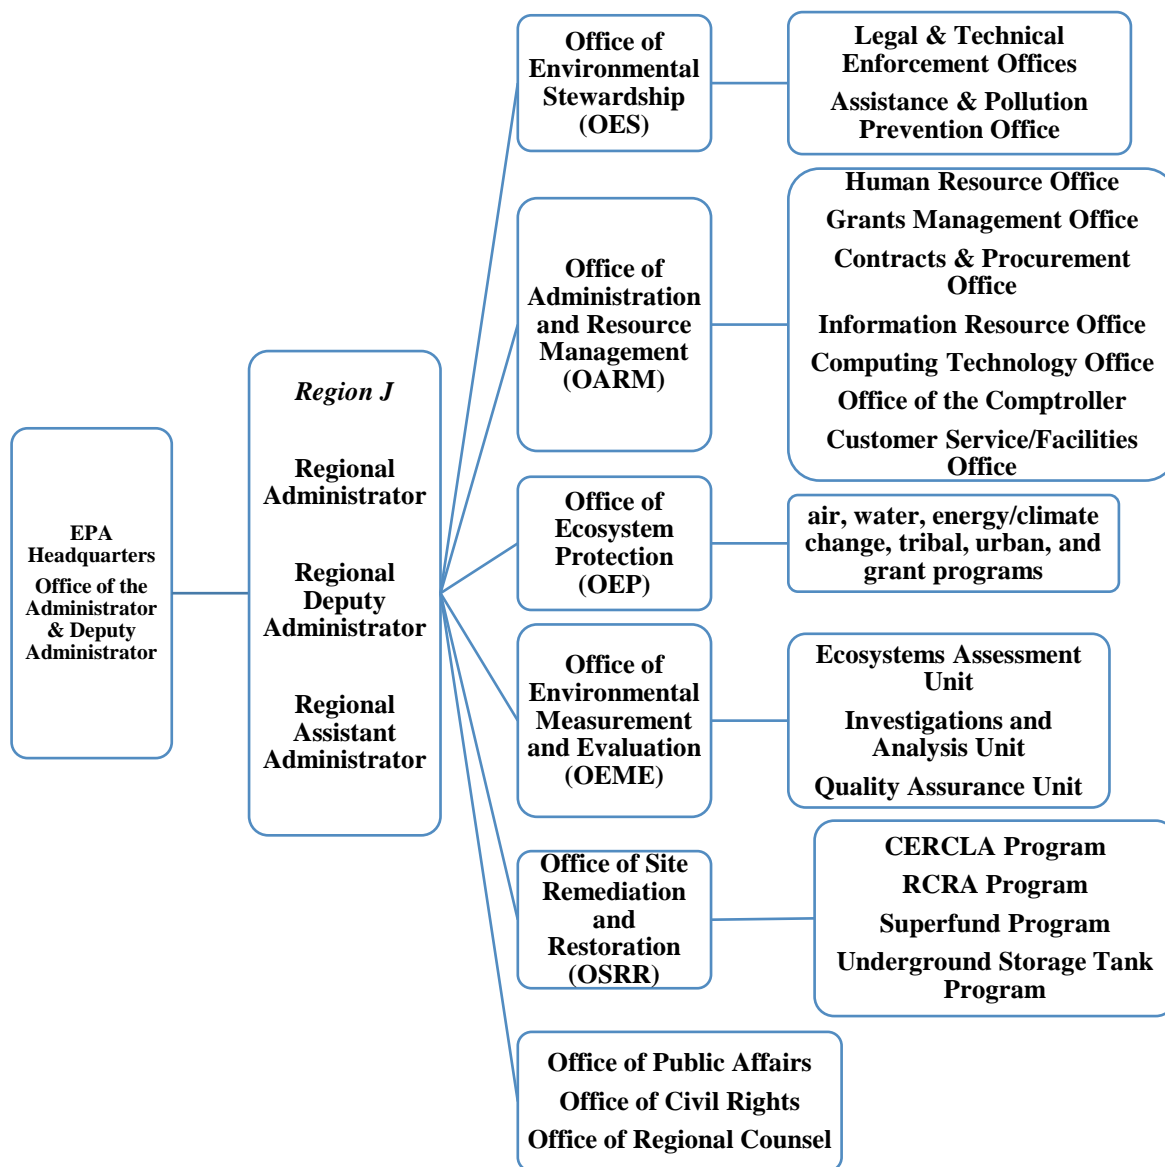 EPA
Headquarters
Office of the
Administrator
& Deputy
Administrator
Region J
Regional
Administrator
Regional
Deputy
Administrator
Regional
Assistant
Administrator
Office of
Environmental
Stewardship
(OES)
Legal & Technical
Enforcement Offices
Assistance & Pollution
Prevention Office
Office of
Administration
and Resource
Management
(OARM)
Human Resource Office
Grants Management Office
Contracts & Procurement
Office
Information Resource Office
Computing Technology Office
Office of the Comptroller
Customer Service/Facilities
Office
Office of
Ecosystem
Protection
(OEP)
air, water, energy/climate
change, tribal, urban, and
grant programs
Office of
Environmental
Measurement
and Evaluation
(OEME)
Ecosystems Assessment
Unit
Investigations and
Analysis Unit
Quality Assurance Unit
Office of Site
Remediation
and
Restoration
(OSRR)
CERCLA Program
RCRA Program
Superfund Program
Underground Storage Tank
Program
Office of Public Affairs
Office of Civil Rights
Office of Regional Counsel